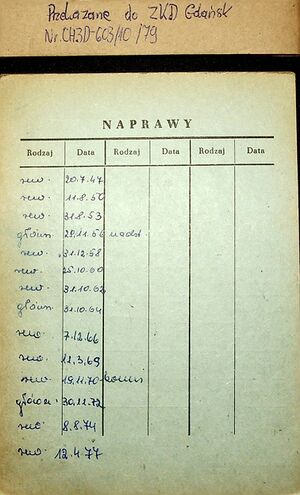 Przekazane do ZKD Gdańsk
Nr. CH3D-603/10/79
NAPRAWY
Rodzaj Data Rodzaj Data Rodzaj Data
rew. 20.7.47
rew. 11.8.50
rew. 31.8.53
główn. 29.11.56 nadst.
rew. 31.12.58
rew. 25.10.60
rew. 31.10.62
główn. 31.10.64
rew. 7.12.66
rew. 11.3.69
rew. 19.11.70
główna. 30.11.72
rew. 8.8.74
rew. 12.4.77